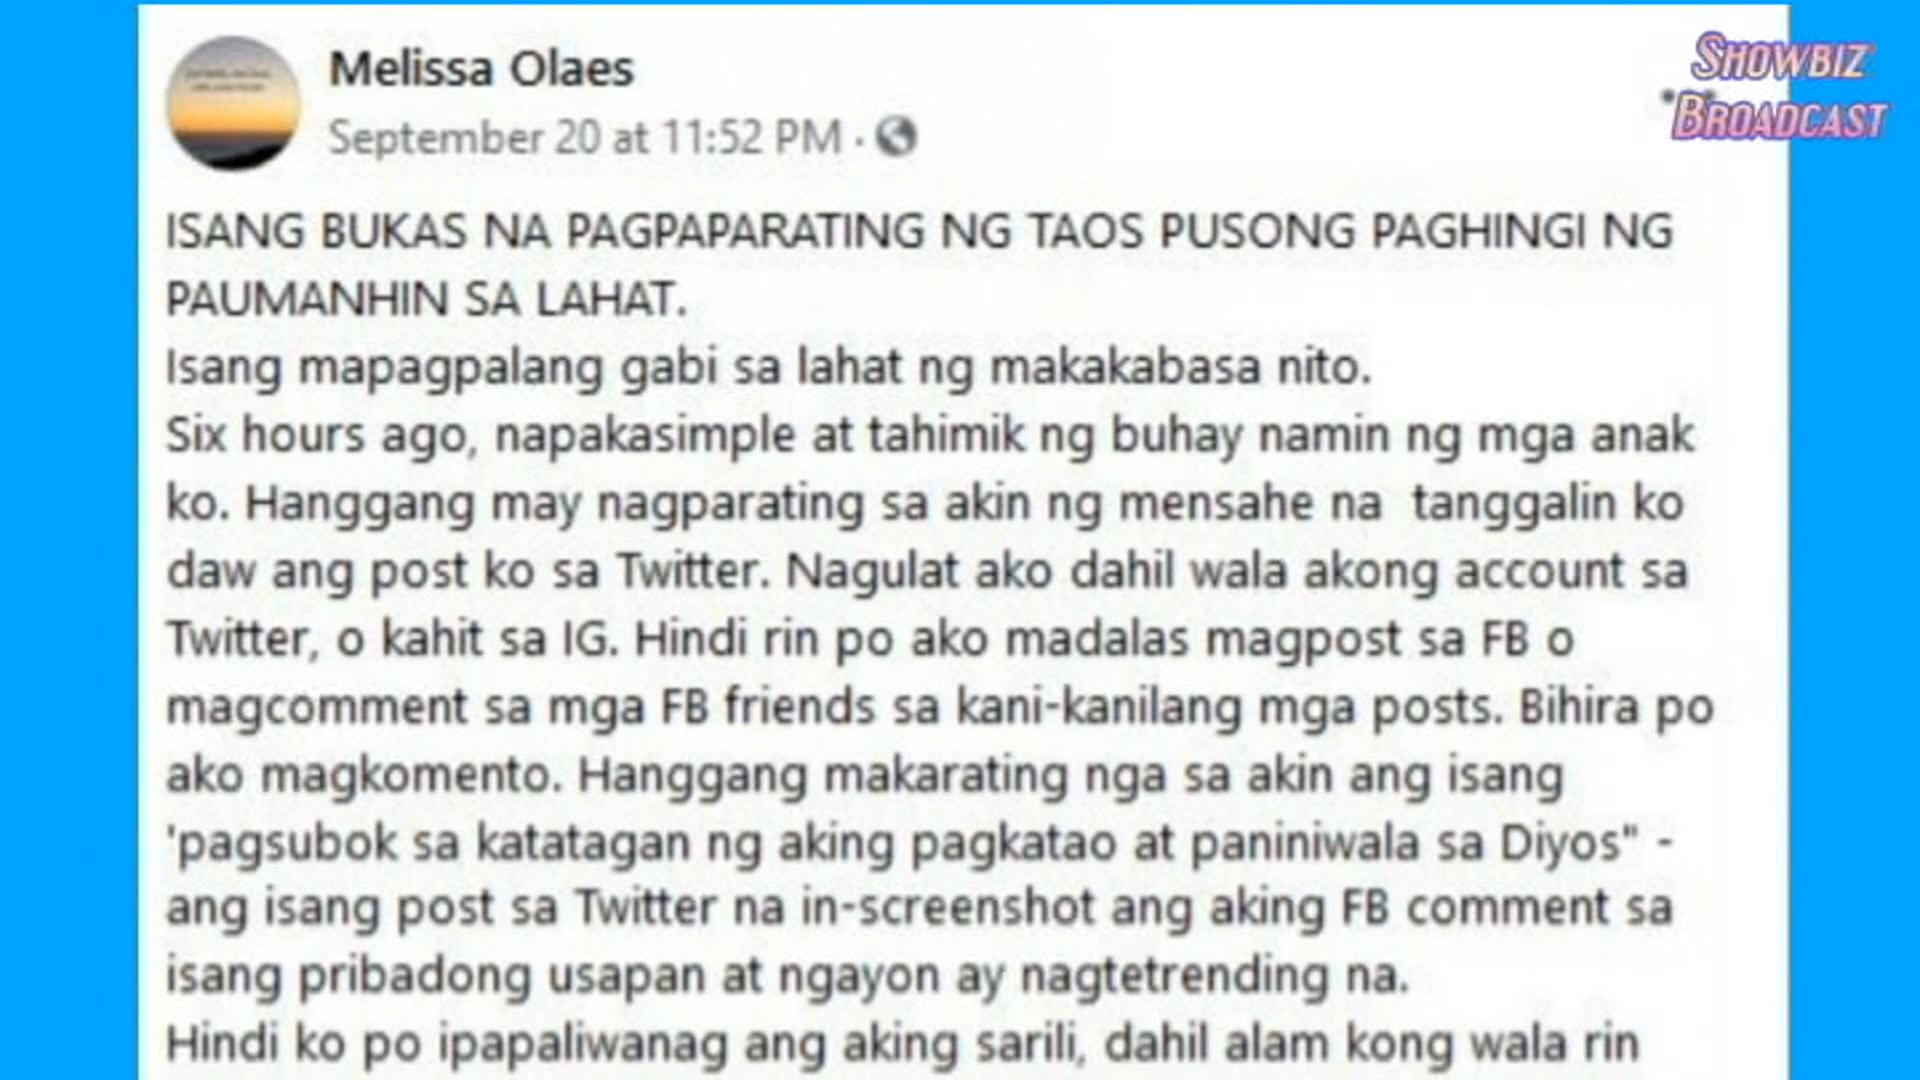 Melissa Olaes
September 20 at 11:52 PM ·
SHOWBIZ
BROADCAST
ISANG BUKAS NA PAGPAPARATING NG TAOS PUSONG PAGHINGI NG
PAUMANHIN SA LAHAT.
Isang mapagpalang gabi sa lahat ng makakabasa nito.
Six hours ago, napakasimple at tahimik ng buhay namin ng mga anak
ko. Hanggang may nagparating sa akin ng mensahe na tanggalin ko
daw ang post ko sa Twitter. Nagulat ako dahil wala akong account sa
Twitter, o kahit sa IG. Hindi rin po ako madalas magpost sa FB o
magcomment sa mga FB friends sa kani-kanilang mga posts. Bihira po
ako magkomento. Hanggang makarating nga sa akin ang isang
'pagsubok sa katatagan ng aking pagkatao at paniniwala sa Diyos" -
ang isang post sa Twitter na in-screenshot ang aking FB comment sa
isang pribadong usapan at ngayon ay nagtetrending na.
Hindi ko po ipapaliwanag ang aking sarili, dahil alam kong wala rin